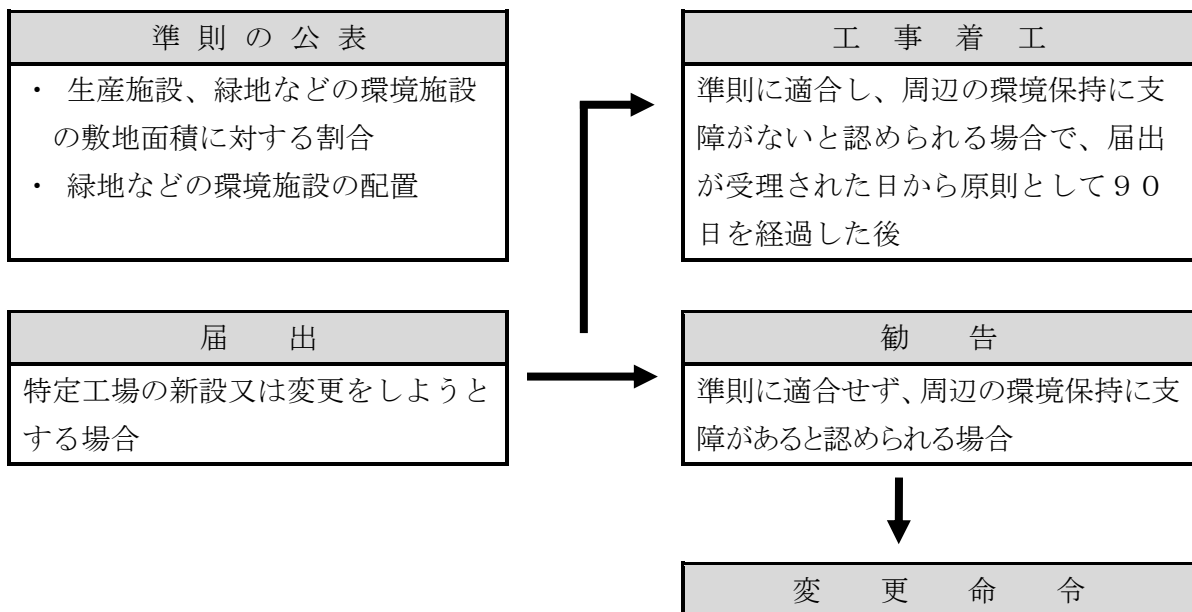 準則の公表
・ 生産施設、緑地などの環境施設
の敷地面積に対する割合
・ 緑地などの環境施設の配置
工事着工
準則に適合し、周辺の環境保持に支
障がないと認められる場合で、届出
が受理された日から原則として９０
日を経過した後
届出
特定工場の新設又は変更をしようと
する場合
勧告
準則に適合せず、周辺の環境保持に支
障があると認められる場合
変更命令